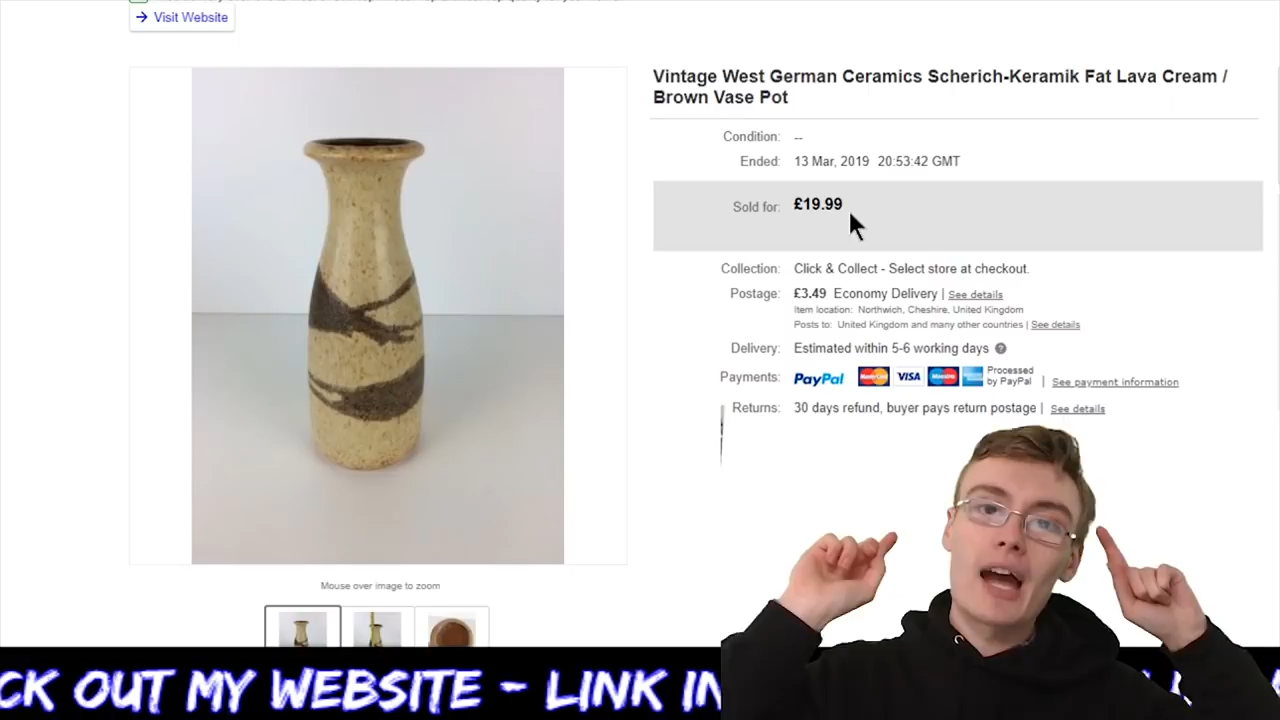 Visit Website
Vintage West German Ceramics Scherich-Keramik Fat Lava Cream /
Brown Vase Pot
Condition: --
Ended: 13 Mar, 2019 20:53:42 GMT
Sold for: £19.99
Collection: Click & Collect - Select store at checkout.
Postage: £3.49 Economy Delivery | See details
Item location: Northwich, Cheshire, United Kingdom
Posts to: United Kingdom and many other countries | See details
Delivery: Estimated within 5-6 working days ?
Payments: PayPal MasterCard VISA Maestro Processed
by PayPal | See payment information
Returns: 30 days refund, buyer pays return postage | See details
Mouse over image to zoom
CK OUT MY WEBSITE - LINK IN